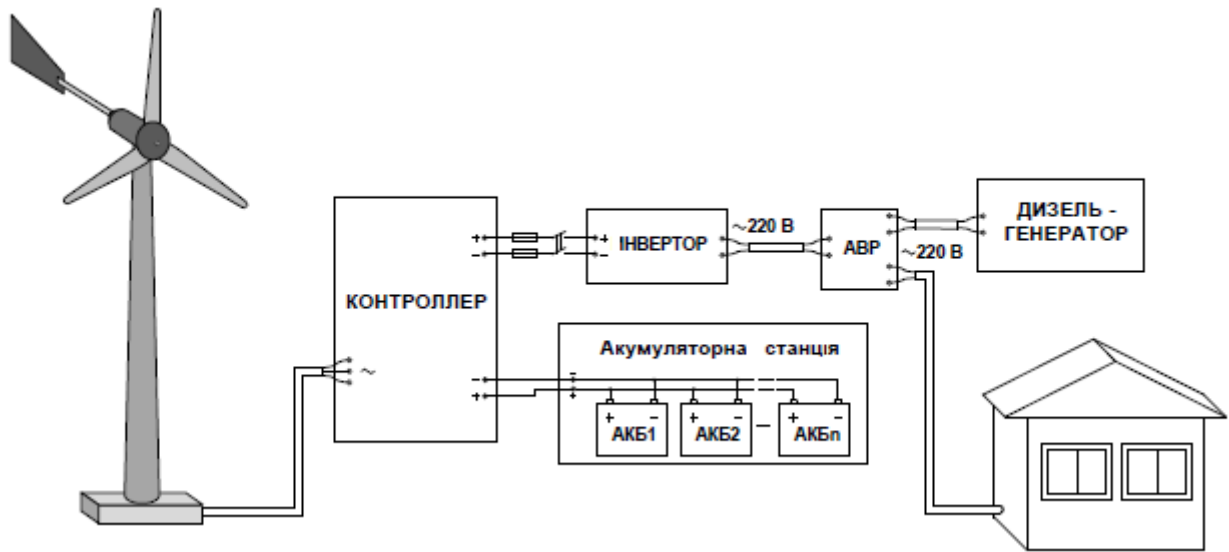 ~220 В
ІНВЕРТОР
АВР
ДИЗЕЛЬ -
ГЕНЕРАТОР
~220 В
+
−
+
−
КОНТРОЛЛЕР
~
−
+
Акумуляторна станція
−
+
+ −
АКБ1
+ −
АКБ2
–
+ −
АКБn